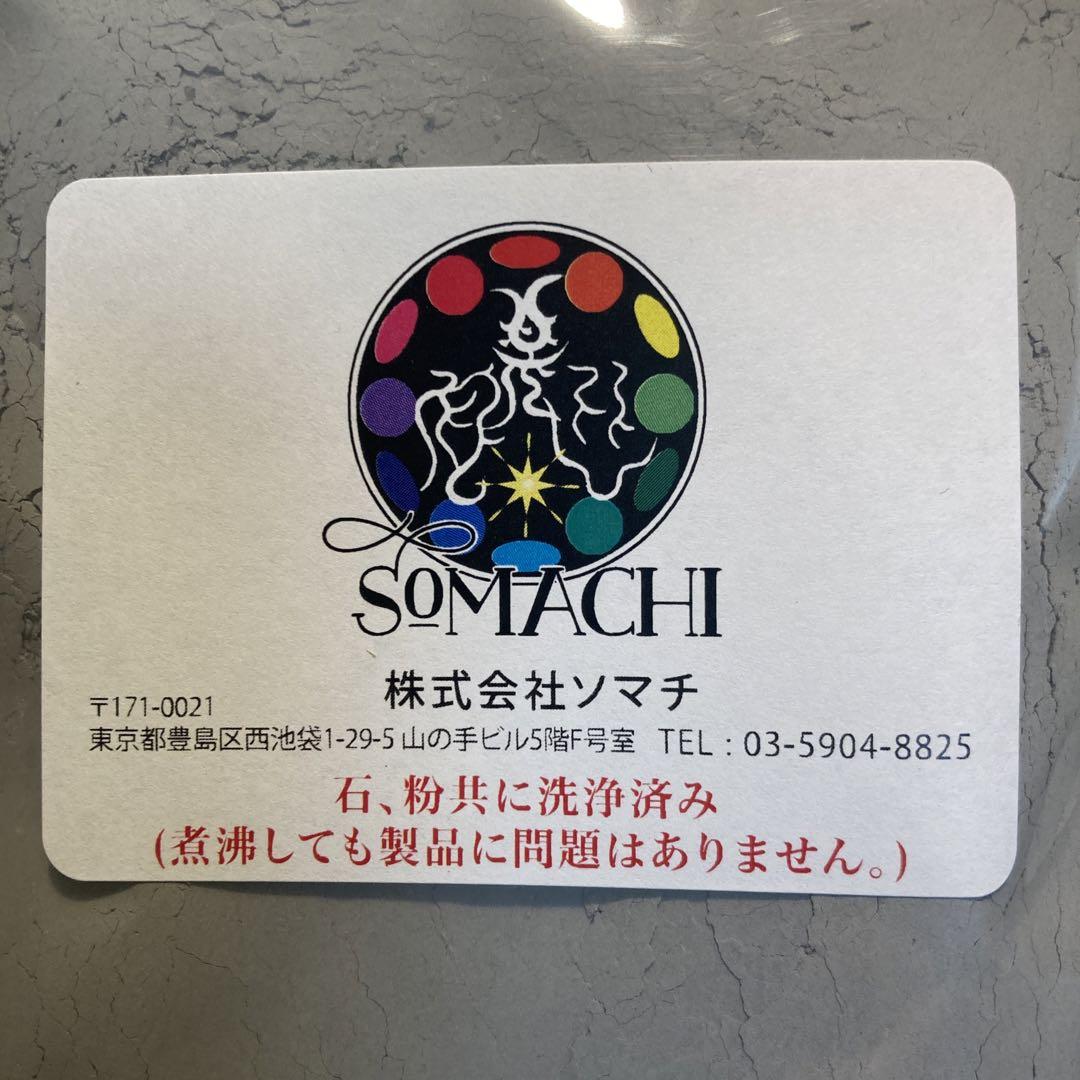 SOMACHI
株式会社ソマチ
〒171-0021
東京都豊島区西池袋1-29-5 山の手ビル5階F号室 TEL : 03-5904-8825
石、粉共に洗浄済み
(煮沸しても製品に問題はありません。)